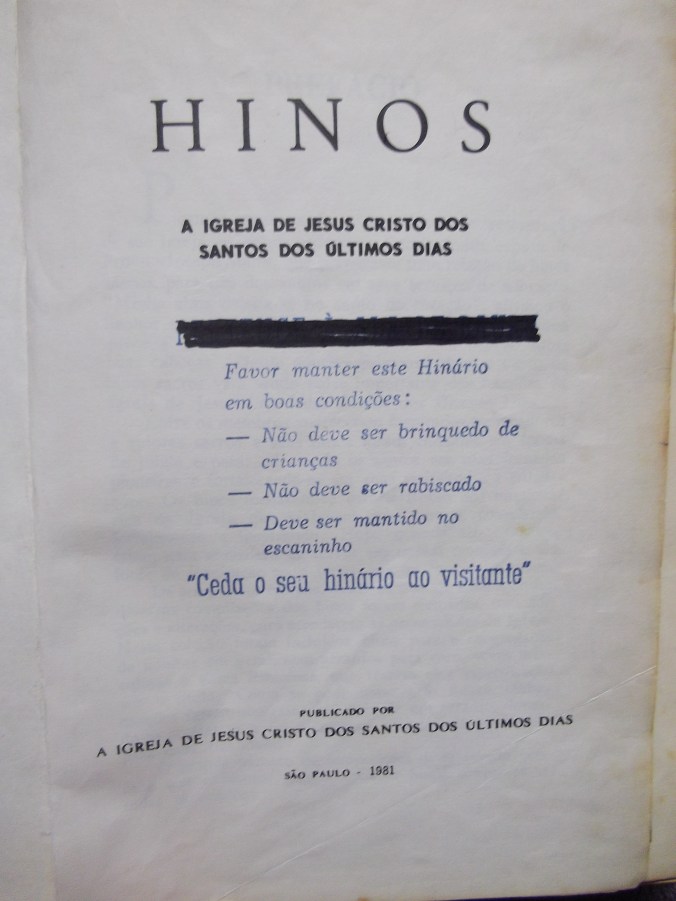 HINOS
A IGREJA DE JESUS CRISTO DOS
SANTOS DOS ÚLTIMOS DIAS
Favor manter este Hinário
em boas condições:
— Não deve ser brinquedo de
crianças
— Não deve ser rabiscado
— Deve ser mantido no
escaninho
"Ceda o seu hinário ao visitante"
PUBLICADO POR
A IGREJA DE JESUS CRISTO DOS SANTOS DOS ÚLTIMOS DIAS
SÃO PAULO - 1981